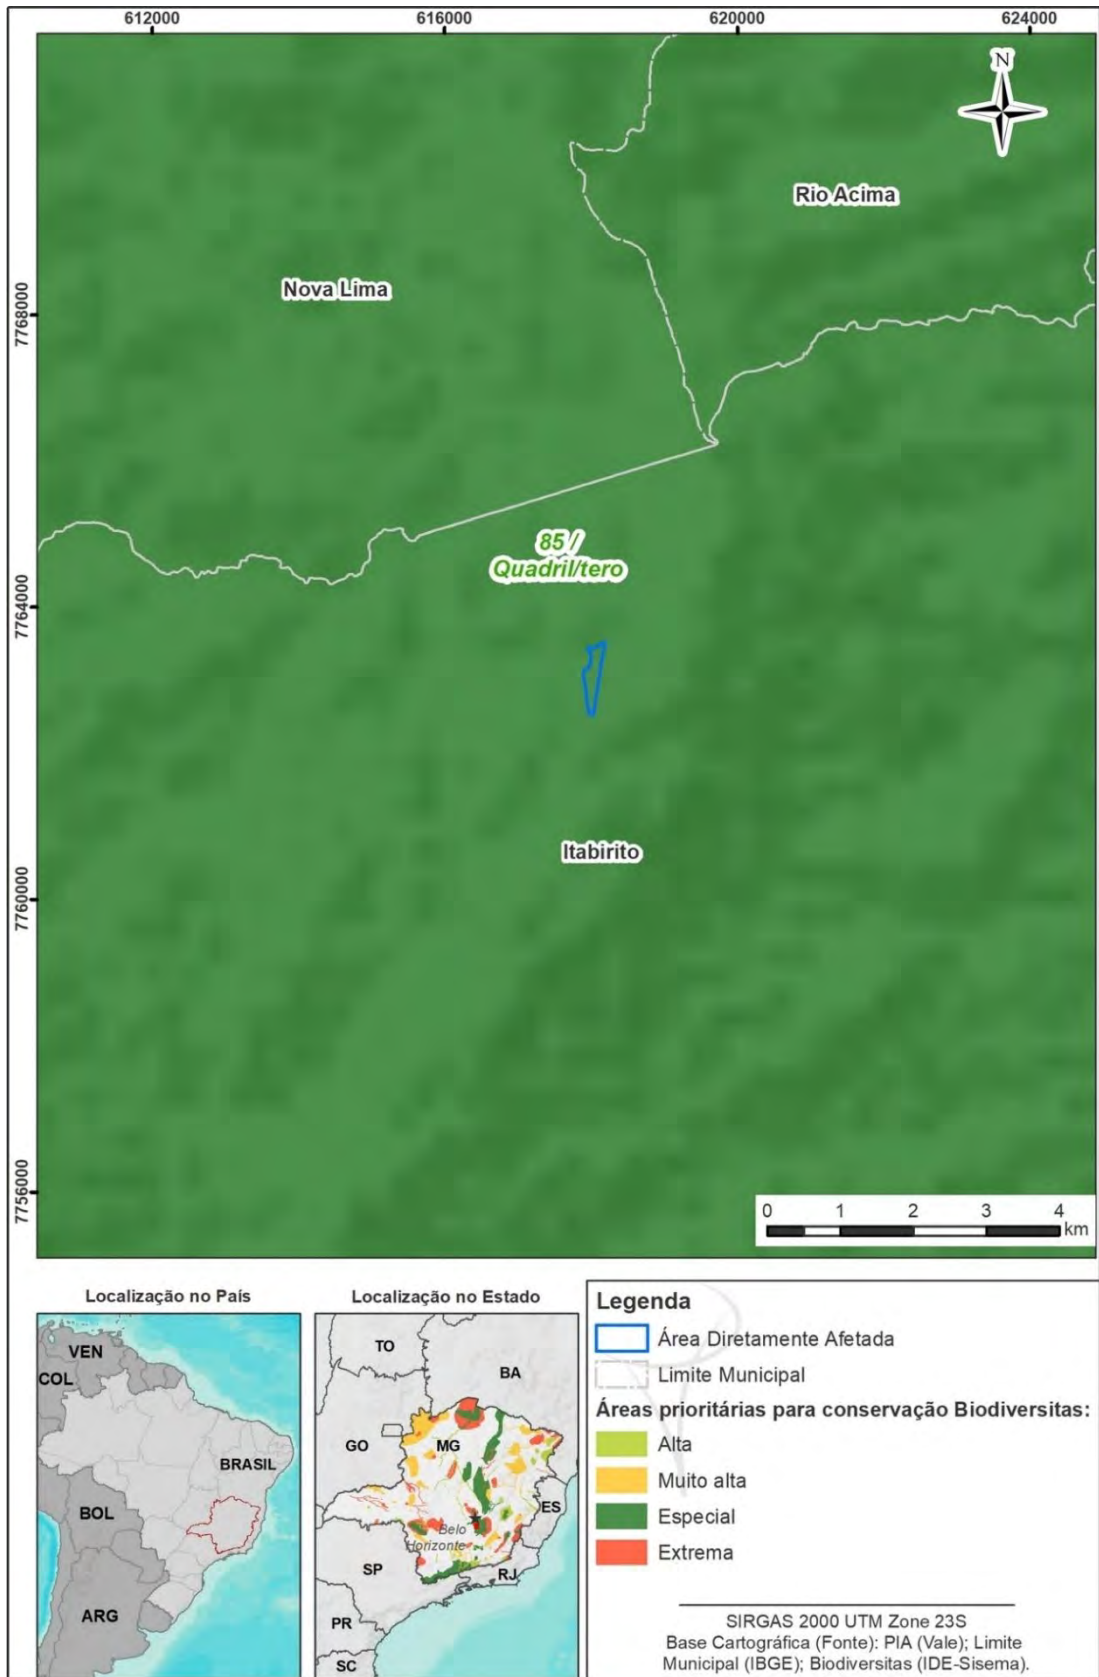 612000
616000
620000
624000
N
Rio Acima
Nova Lima
7768000
85 /
Quadril/tero
7764000
Itabirito
7760000
7756000
0 1 2 3 4
km
Localização no País
VEN
COL
BRASIL
BOL
ARG
Localização no Estado
TO
BA
GO
MG
ES
Belo
Horizonte
SP
RJ
PR
SC
Legenda
Área Diretamente Afetada
Limite Municipal
Áreas prioritárias para conservação Biodiversitas:
Alta
Muito alta
Especial
Extrema
SIRGAS 2000 UTM Zone 23S
Base Cartográfica (Fonte): PIA (Vale); Limite
Municipal (IBGE); Biodiversitas (IDE-Sisema).